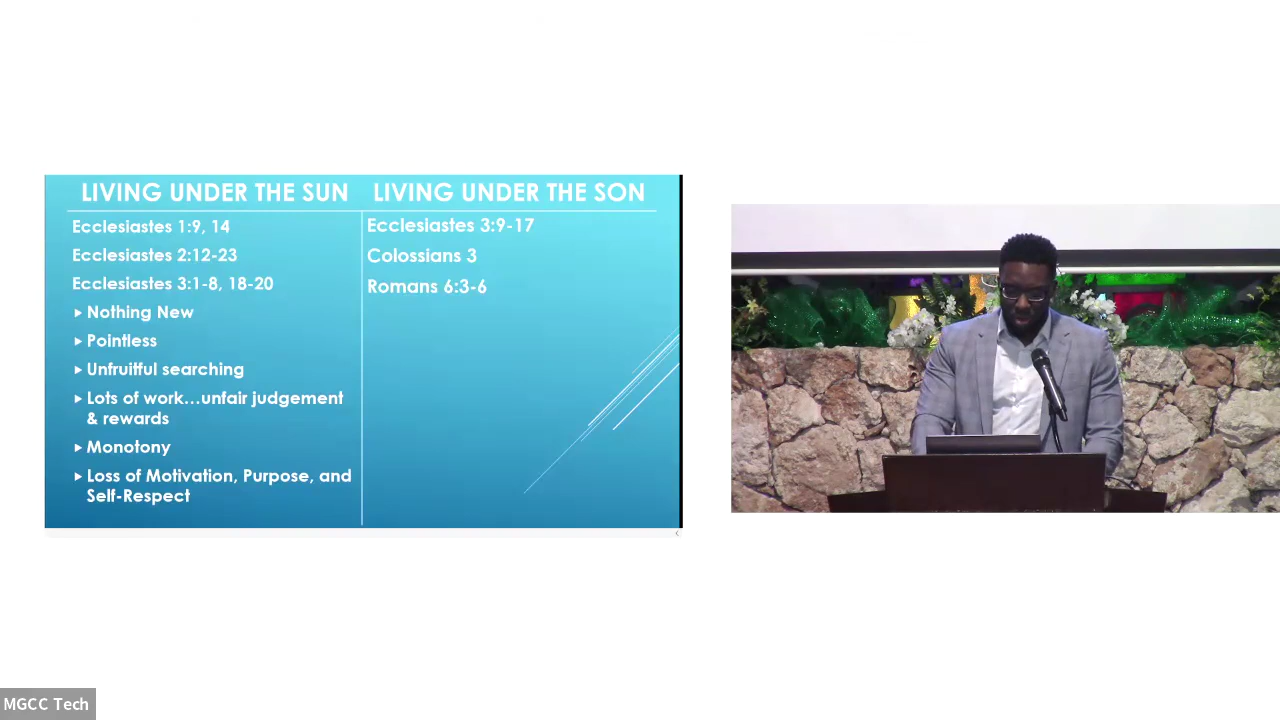 LIVING UNDER THE SUN
Ecclesiastes 1:9, 14
Ecclesiastes 2:12-23
Ecclesiastes 3:1-8, 18-20
Nothing New
Pointless
Unfruitful searching
Lots of work...unfair judgement
& rewards
Monotony
Loss of Motivation, Purpose, and
Self-Respect
LIVING UNDER THE SON
Ecclesiastes 3:9-17
Colossians 3
Romans 6:3-6
MGCC Tech